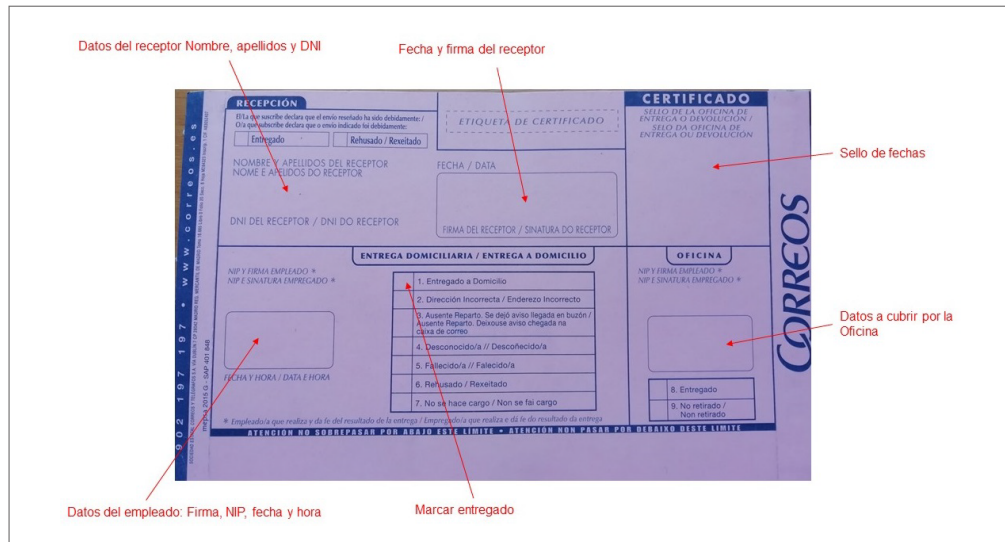 Datos del receptor Nombre, apellidos y DNI
Fecha y firma del receptor
RECEPCIÓN
El/La que suscribe declara que el envío reseñado ha sido debidamente: /
O/a que subscribe declara que o envío indicado foi debidamente:
Entregado
Rehusado / Rexeitado
NOMBRE Y APELLIDOS DEL RECEPTOR
NOME E APELIDOS DO RECEPTOR
DNI DEL RECEPTOR / DNI DO RECEPTOR
ETIQUETA DE CERTIFICADO
FECHA / DATA
FIRMA DEL RECEPTOR / SINATURA DO RECEPTOR
CERTIFICADO
SELLO DE LA OFICINA DE
ENTREGA O DEVOLUCIÓN /
SELO DA OFICINA DE
ENTREGA OU DEVOLUCIÓN
Sello de fechas
CORREOS
902 197 197 • www.correos.es
mep12 2015 G - SAP 401 848
ENTREGA DOMICILIARIA / ENTREGA A DOMICILIO
NIP Y FIRMA EMPLEADO *
NIP E SINATURA EMPREGADO *
FECHA Y HORA / DATA E HORA
1. Entregado a Domicilio
2. Dirección Incorrecta / Enderezo Incorrecto
3. Ausente Reparto. Se dejó aviso llegada en buzón /
Ausente Reparto. Deixouse aviso chegada na
caixa de correo
4. Desconocido/a // Descoñecido/a
5. Fallecido/a // Falecido/a
6. Rehusado / Rexeitado
7. No se hace cargo / Non se fai cargo
OFICINA
NIP Y FIRMA EMPLEADO *
NIP E SINATURA EMPREGADO *
8. Entregado
9. No retirado /
Non retirado
Datos a cubrir por la
Oficina
* Empleado/a que realiza e da fe del resultado de la entrega / Empregado/a que realiza e dá fe do resultado da entrega
ATENCIÓN NO SOBREPASAR POR ABAJO ESTE LÍMITE • ATENCIÓN NON PASAR POR DEBAIXO DESTE LIMITE
Datos del empleado: Firma, NIP, fecha y hora
Marcar entregado